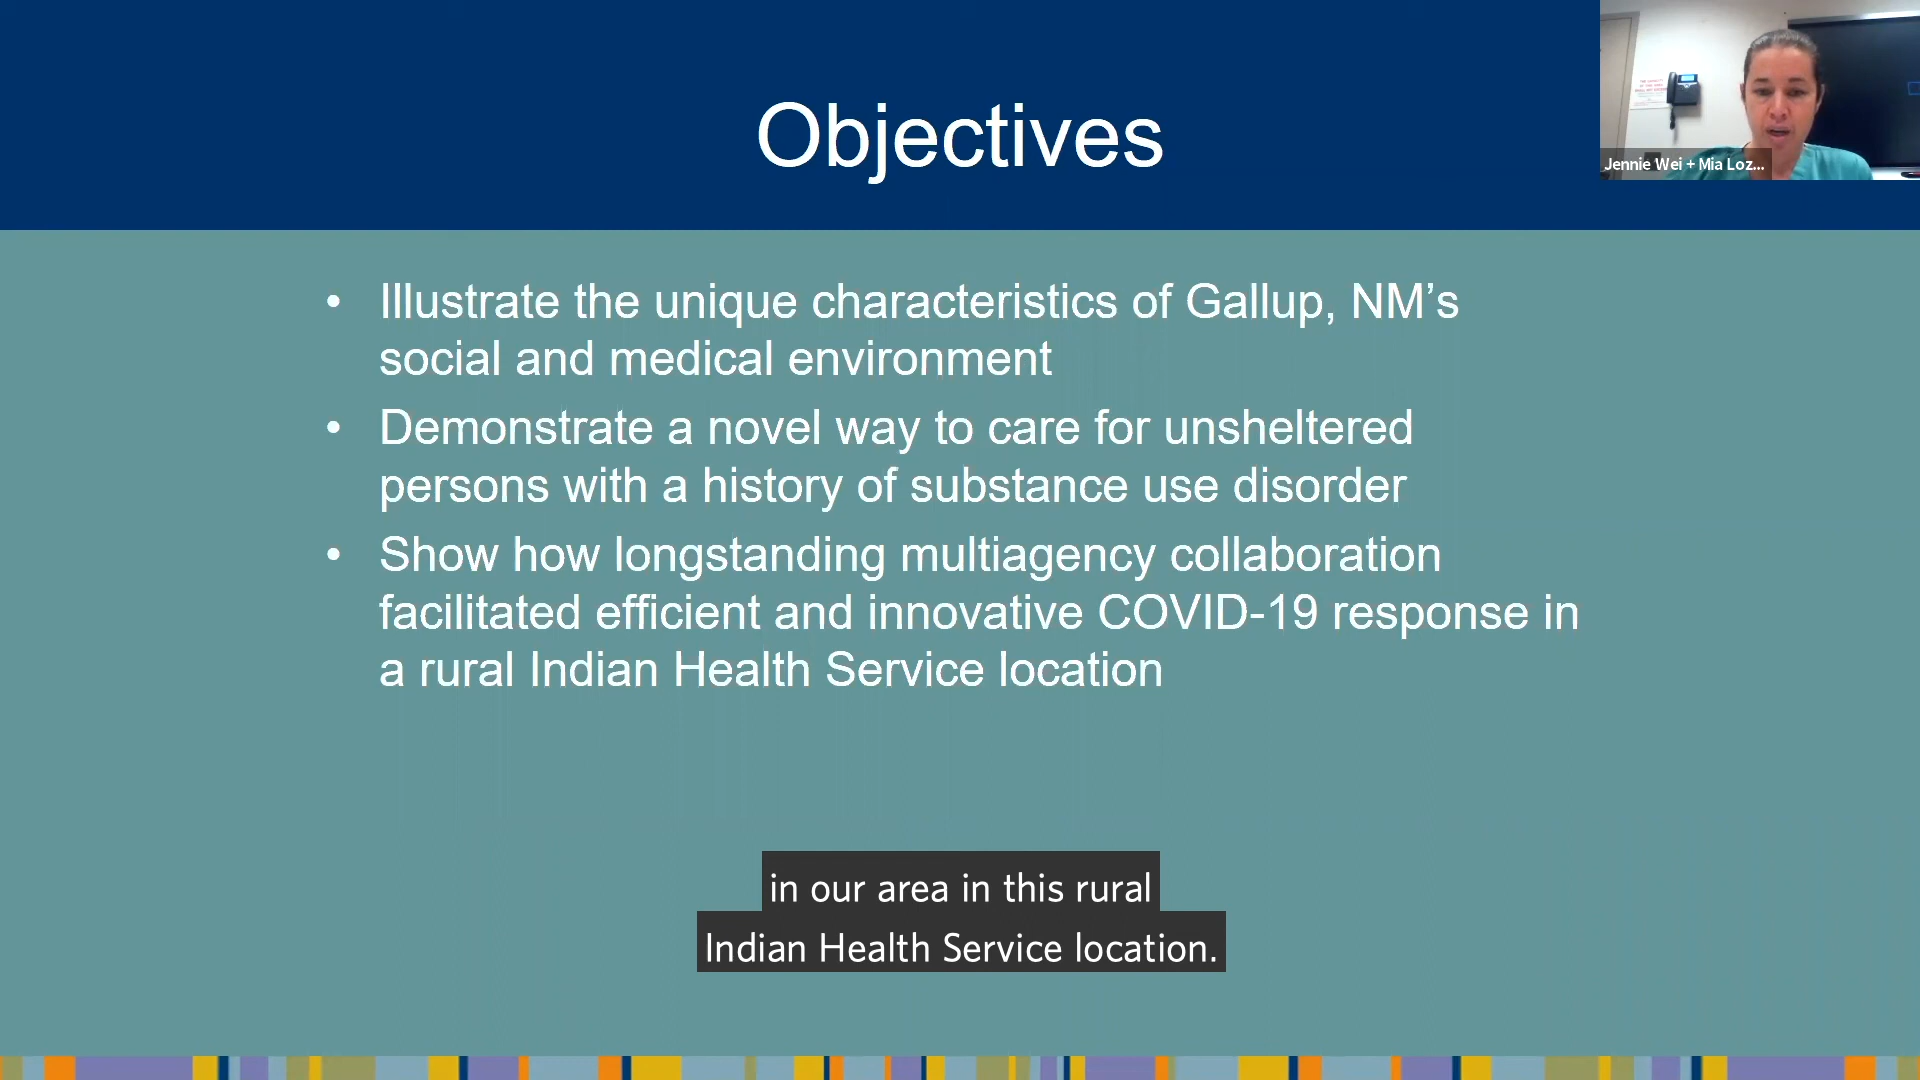 Objectives
Jennie Wei + Mia Loz...
• Illustrate the unique characteristics of Gallup, NM’s
social and medical environment
• Demonstrate a novel way to care for unsheltered
persons with a history of substance use disorder
• Show how longstanding multiagency collaboration
facilitated efficient and innovative COVID-19 response in
a rural Indian Health Service location
in our area in this rural
Indian Health Service location.